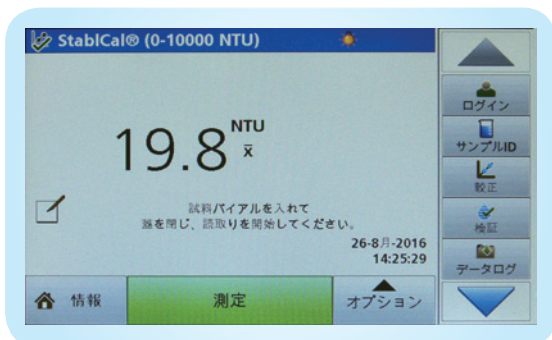 StablCal® (0-10000 NTU)
19.8 NTU
x̄
試料バイアルを入れて
蓋を閉じ、読取りを開始してください。
26-8月-2016
14:25:29
情報
測定
オプション
ログイン
サンプルID
較正
検証
データログ